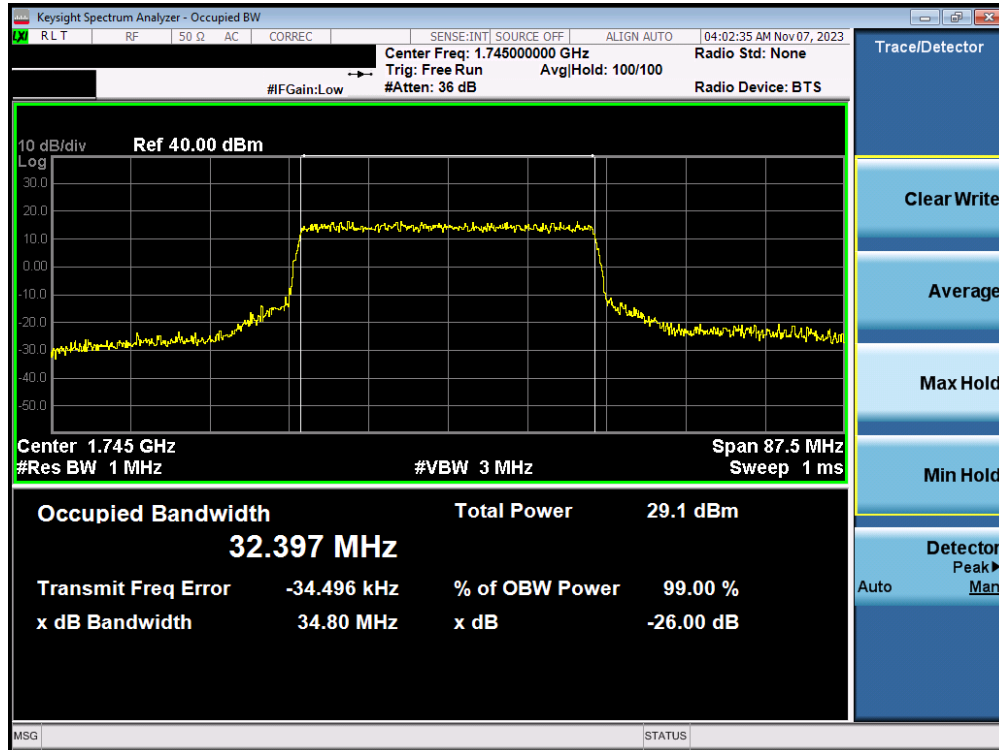 Keysight Spectrum Analyzer - Occupied BW
LXI RLT RF 50 Ω AC CORREC SENSE:INT SOURCE OFF ALIGN AUTO 04:02:35 AM Nov 07, 2023
Center Freq: 1.745000000 GHz Radio Std: None
Trig: Free Run Avg|Hold: 100/100
#IFGain:Low #Atten: 36 dB Radio Device: BTS
Trace/Detector
10 dB/div Ref 40.00 dBm
Log
30.0
20.0
10.0
0.00
-10.0
-20.0
-30.0
-40.0
-50.0
Center 1.745 GHz Span 87.5 MHz
#Res BW 1 MHz #VBW 3 MHz Sweep 1 ms
Occupied Bandwidth Total Power 29.1 dBm
32.397 MHz
Transmit Freq Error -34.496 kHz % of OBW Power 99.00 %
x dB Bandwidth 34.80 MHz x dB -26.00 dB
Clear Write
Average
Max Hold
Min Hold
Detector
Peak▶
Auto Man
MSG STATUS